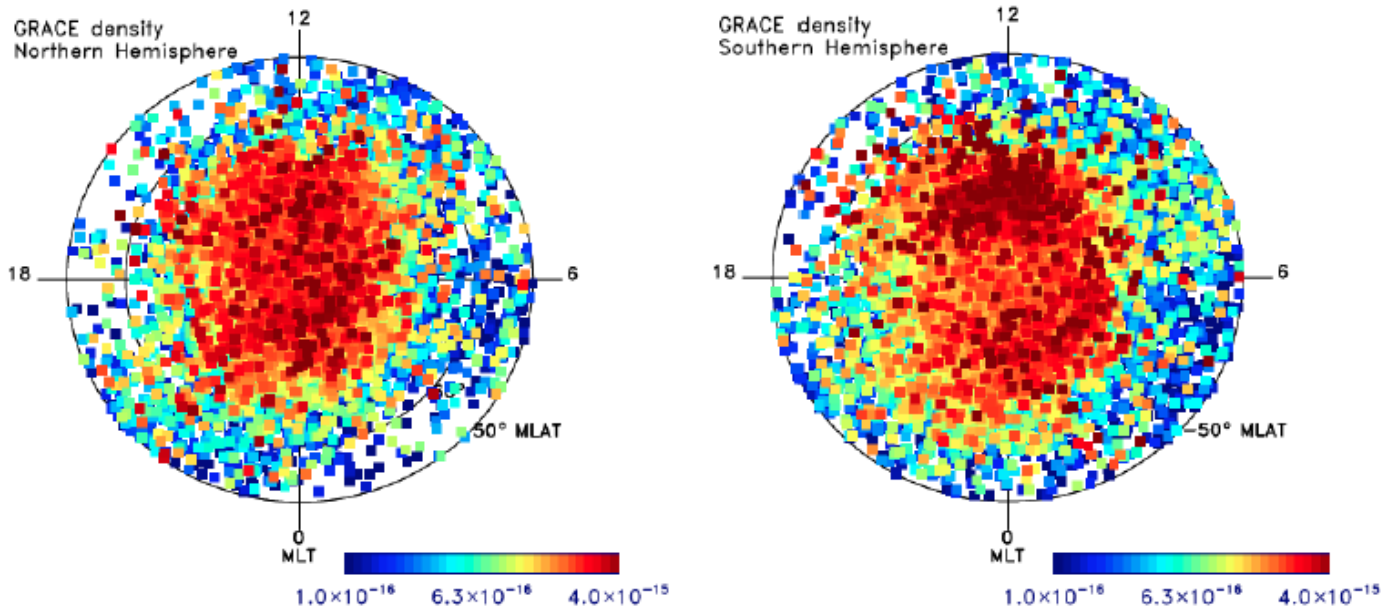 GRACE density
Northern Hemisphere
12
18
6
50° MLAT
0
MLT
1.0×10⁻¹⁶ 6.3×10⁻¹⁶ 4.0×10⁻¹⁵
GRACE density
Southern Hemisphere
12
18
6
-50° MLAT
0
MLT
1.0×10⁻¹⁶ 6.3×10⁻¹⁶ 4.0×10⁻¹⁵